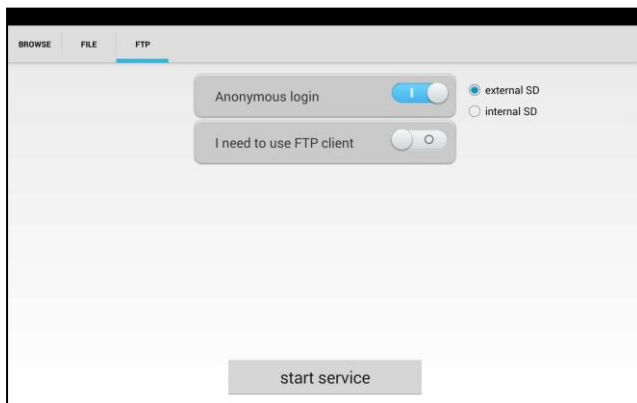 BROWSE FILE FTP
Anonymous login
external SD
internal SD
I need to use FTP client
start service